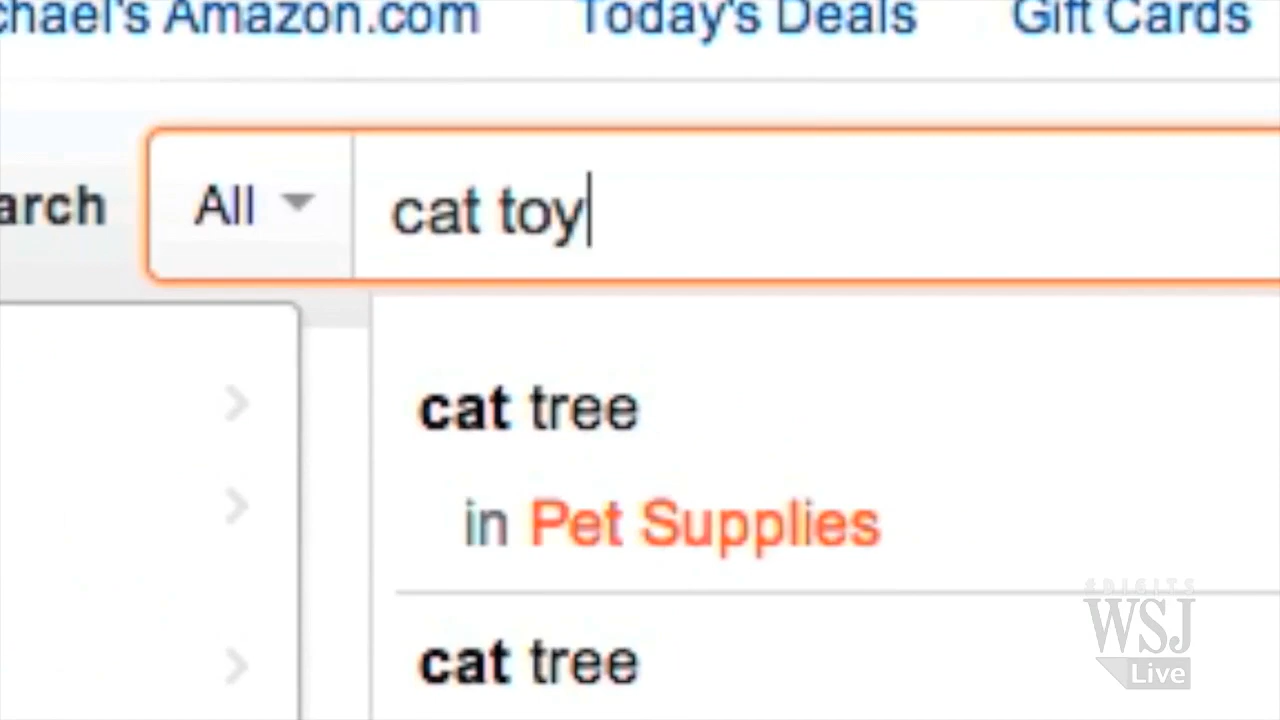 chael's Amazon.com Today's Deals Gift Cards
arch All cat toy
cat tree
in Pet Supplies
cat tree
#DIGITS
WSJ
Live